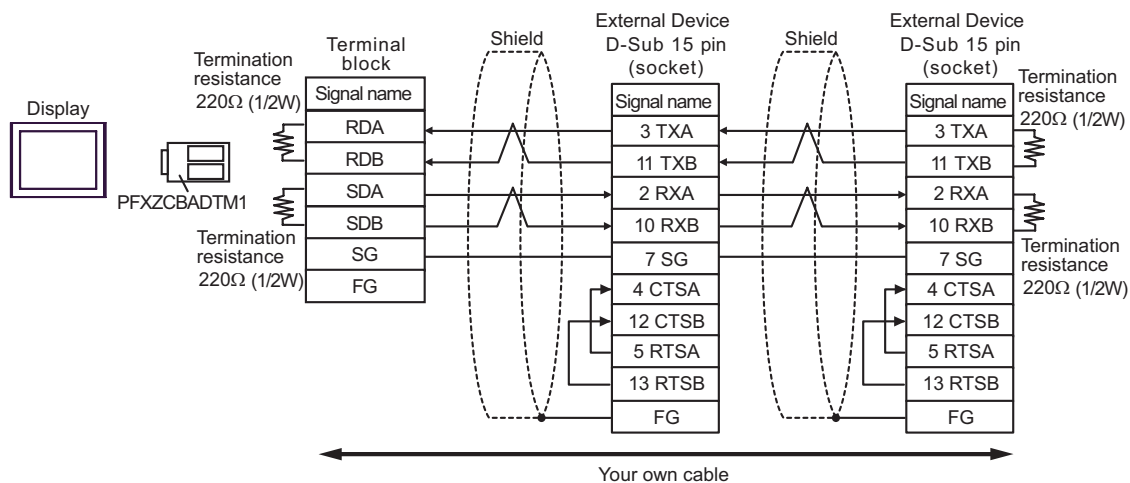 Display
PFXZCBADTM1
Termination
resistance
220Ω (1/2W)
Termination
resistance
220Ω (1/2W)
Terminal
block
Signal name
RDA
RDB
SDA
SDB
SG
FG
Shield
External Device
D-Sub 15 pin
(socket)
Signal name
3 TXA
11 TXB
2 RXA
10 RXB
7 SG
4 CTSA
12 CTSB
5 RTSA
13 RTSB
FG
Shield
External Device
D-Sub 15 pin
(socket)
Signal name
3 TXA
11 TXB
2 RXA
10 RXB
7 SG
4 CTSA
12 CTSB
5 RTSA
13 RTSB
FG
Termination
resistance
220Ω (1/2W)
Termination
resistance
220Ω (1/2W)
Your own cable